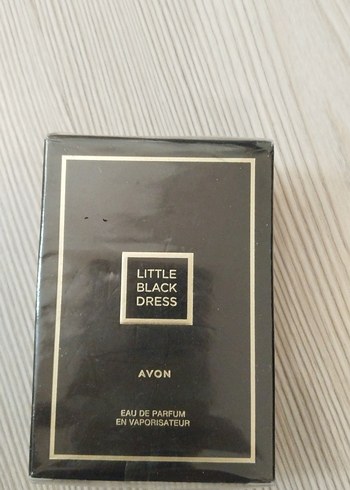 LITTLE
BLACK
DRESS
AVON
EAU DE PARFUM
EN VAPORISATEUR